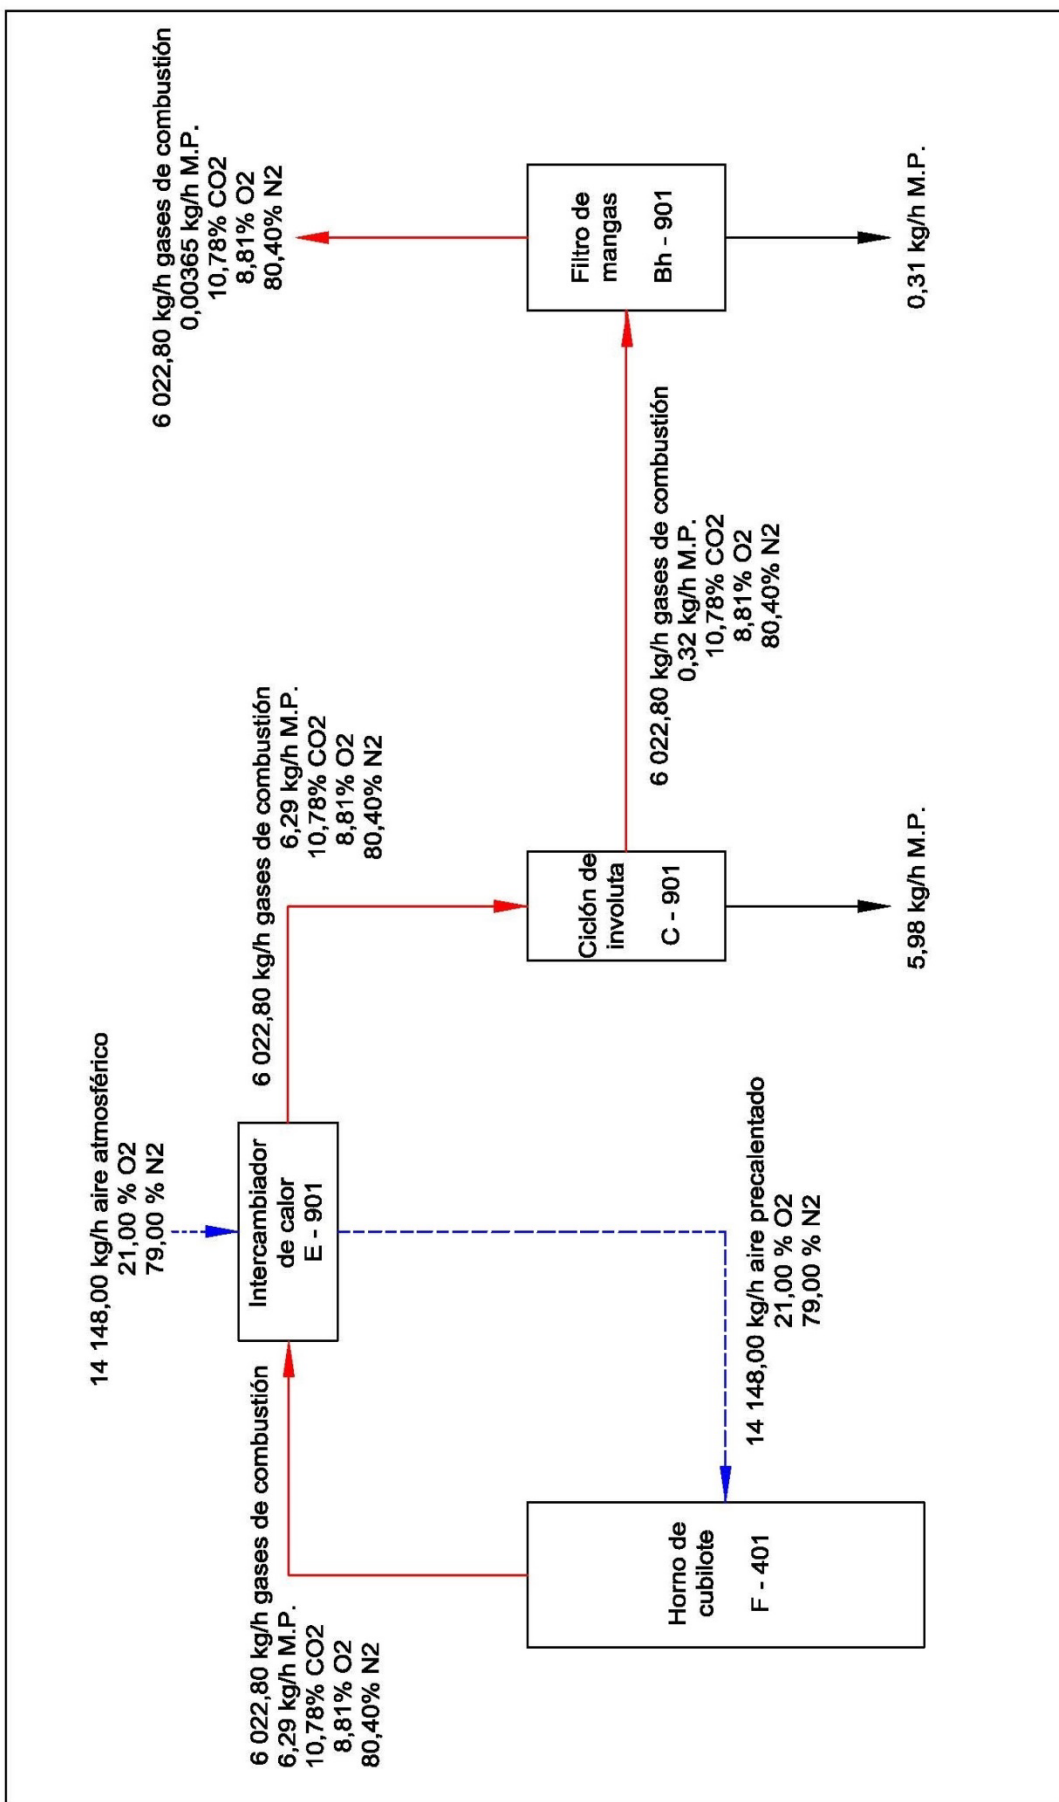 14 148,00 kg/h aire atmosférico
21,00 % O2
79,00 % N2
6 022,80 kg/h gases de combustión
6,29 kg/h M.P.
10,78% CO2
8,81% O2
80,40% N2
Intercambiador
de calor
E - 901
6 022,80 kg/h gases de combustión
6,29 kg/h M.P.
10,78% CO2
8,81% O2
80,40% N2
6 022,80 kg/h gases de combustión
0,00365 kg/h M.P.
10,78% CO2
8,81% O2
80,40% N2
Horno de
cubilote
F - 401
14 148,00 kg/h aire precalentado
21,00 % O2
79,00 % N2
Ciclón de
involuta
C - 901
5,98 kg/h M.P.
6 022,80 kg/h gases de combustión
0,32 kg/h M.P.
10,78% CO2
8,81% O2
80,40% N2
Filtro de
mangas
Bh - 901
0,31 kg/h M.P.